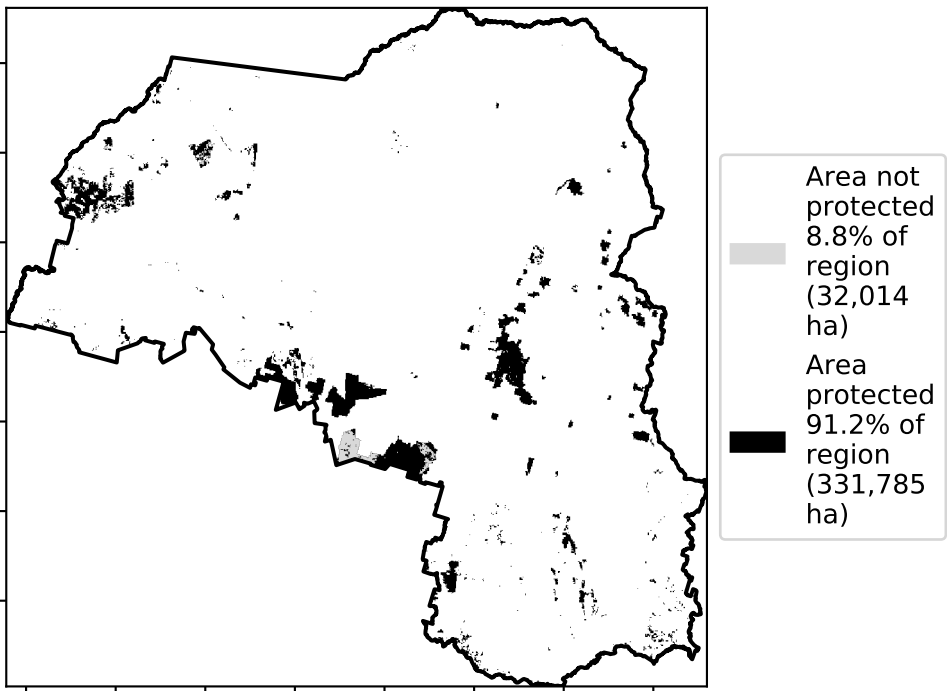 Area not
protected
8.8% of
region
(32,014
ha)
Area
protected
91.2% of
region
(331,785
ha)